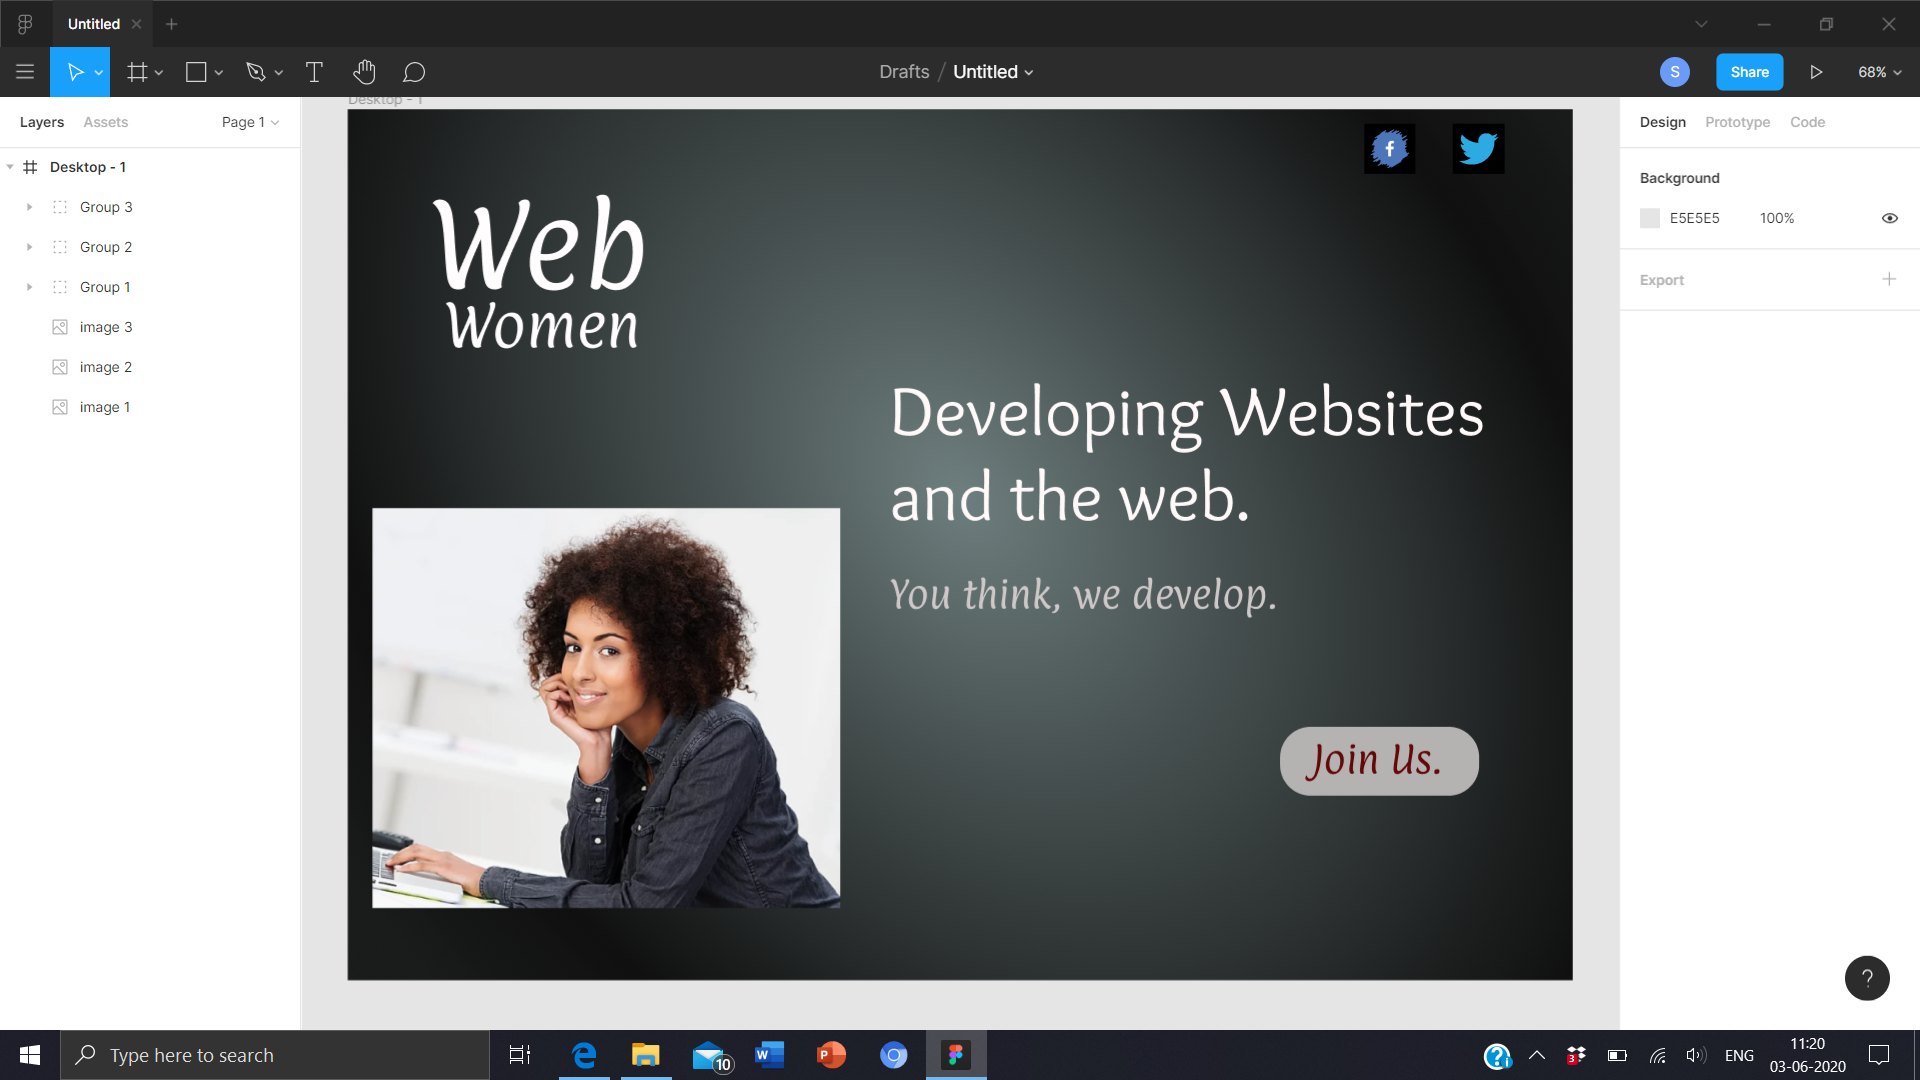 Untitled
Drafts / Untitled
S
Share
68%
Layers
Assets
Page 1
Desktop - 1
Group 3
Group 2
Group 1
image 3
image 2
image 1
Desktop - 1
f
Web
Women
Developing Websites
and the web.
You think, we develop.
Join Us.
Design
Prototype
Code
Background
E5E5E5
100%
Export
?
Type here to search
10
W
P
?
3
ENG
11:20
03-06-2020